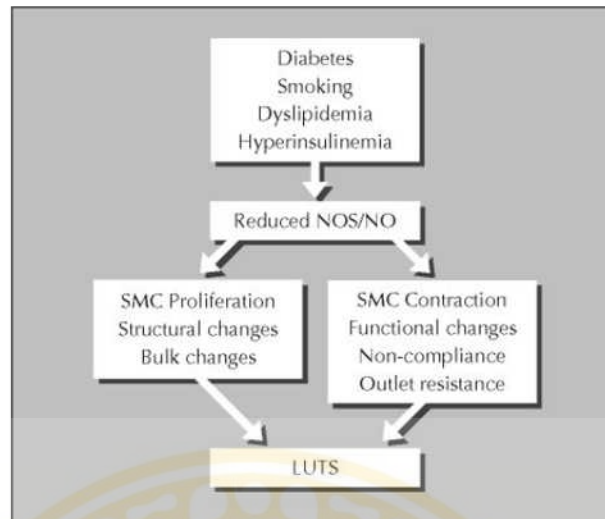 Diabetes
Smoking
Dyslipidemia
Hyperinsulinemia
Reduced NOS/NO
SMC Proliferation
Structural changes
Bulk changes
SMC Contraction
Functional changes
Non-compliance
Outlet resistance
LUTS